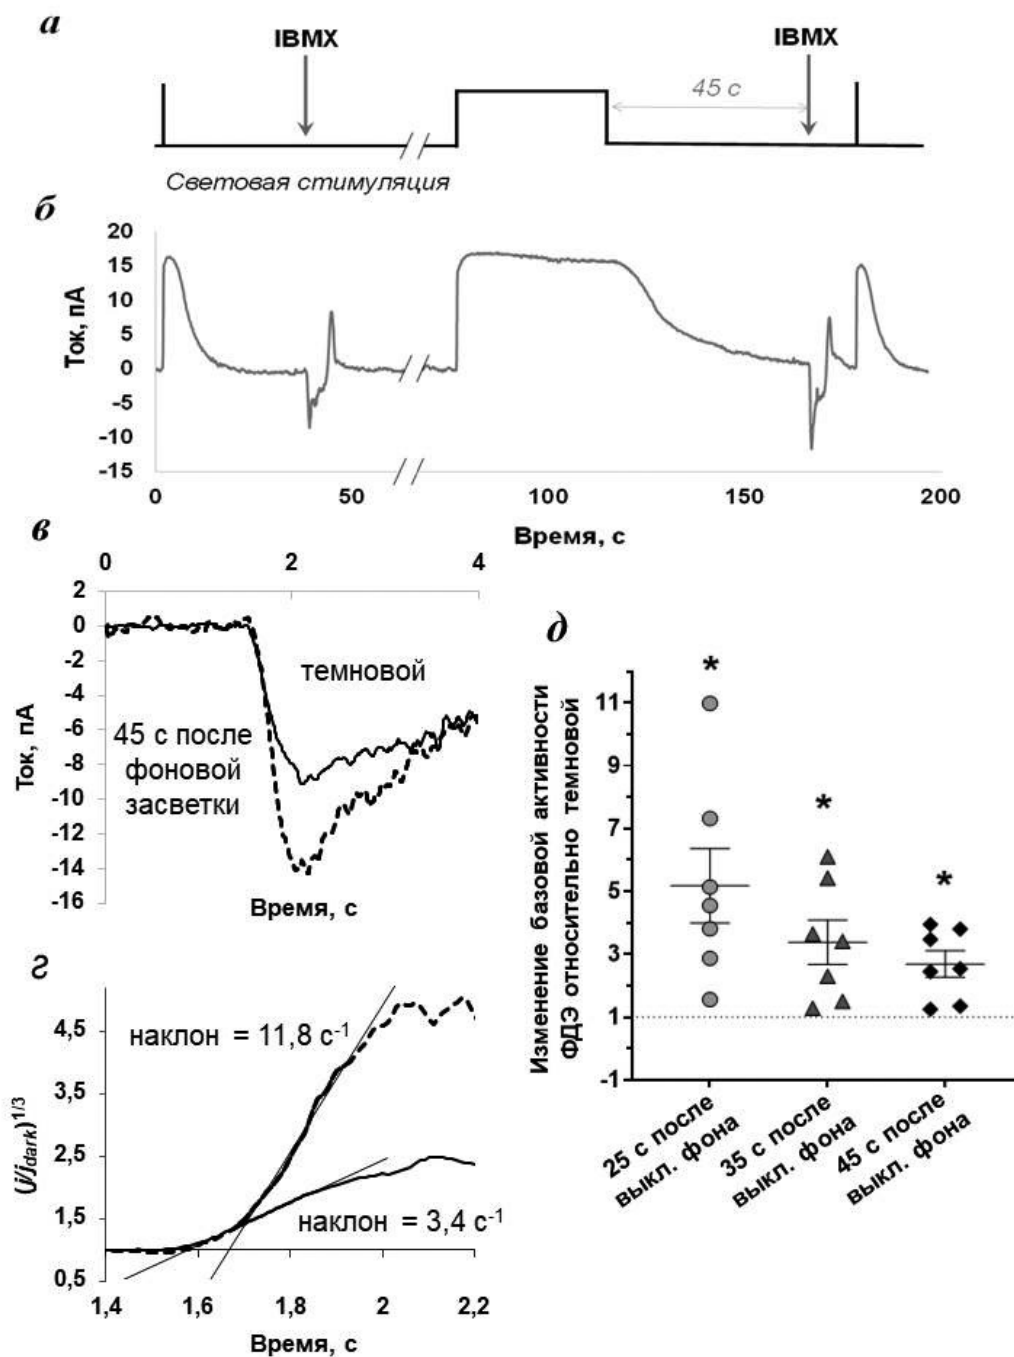 а
IBMX
IBMX
45 с
Световая стимуляция
б
20
15
10
5
0
-5
-10
-15
Ток, пА
0
50
100
150
200
Время, с
в
0
2
4
2
0
-2
-4
-6
-8
-10
-12
-14
-16
Ток, пА
темновой
45 с после
фоновой
засветки
Время, с
г
4,5
3,5
2,5
1,5
0,5
(j/j_dark)^1/3
наклон = 11,8 с⁻¹
наклон = 3,4 с⁻¹
1,4
1,6
1,8
2
2,2
Время, с
д
Изменение базовой активности
ФДЭ относительно темновой
11
9
7
5
3
1
-1
*
*
*
25 с после
выкл. фона
35 с после
выкл. фона
45 с после
выкл. фона